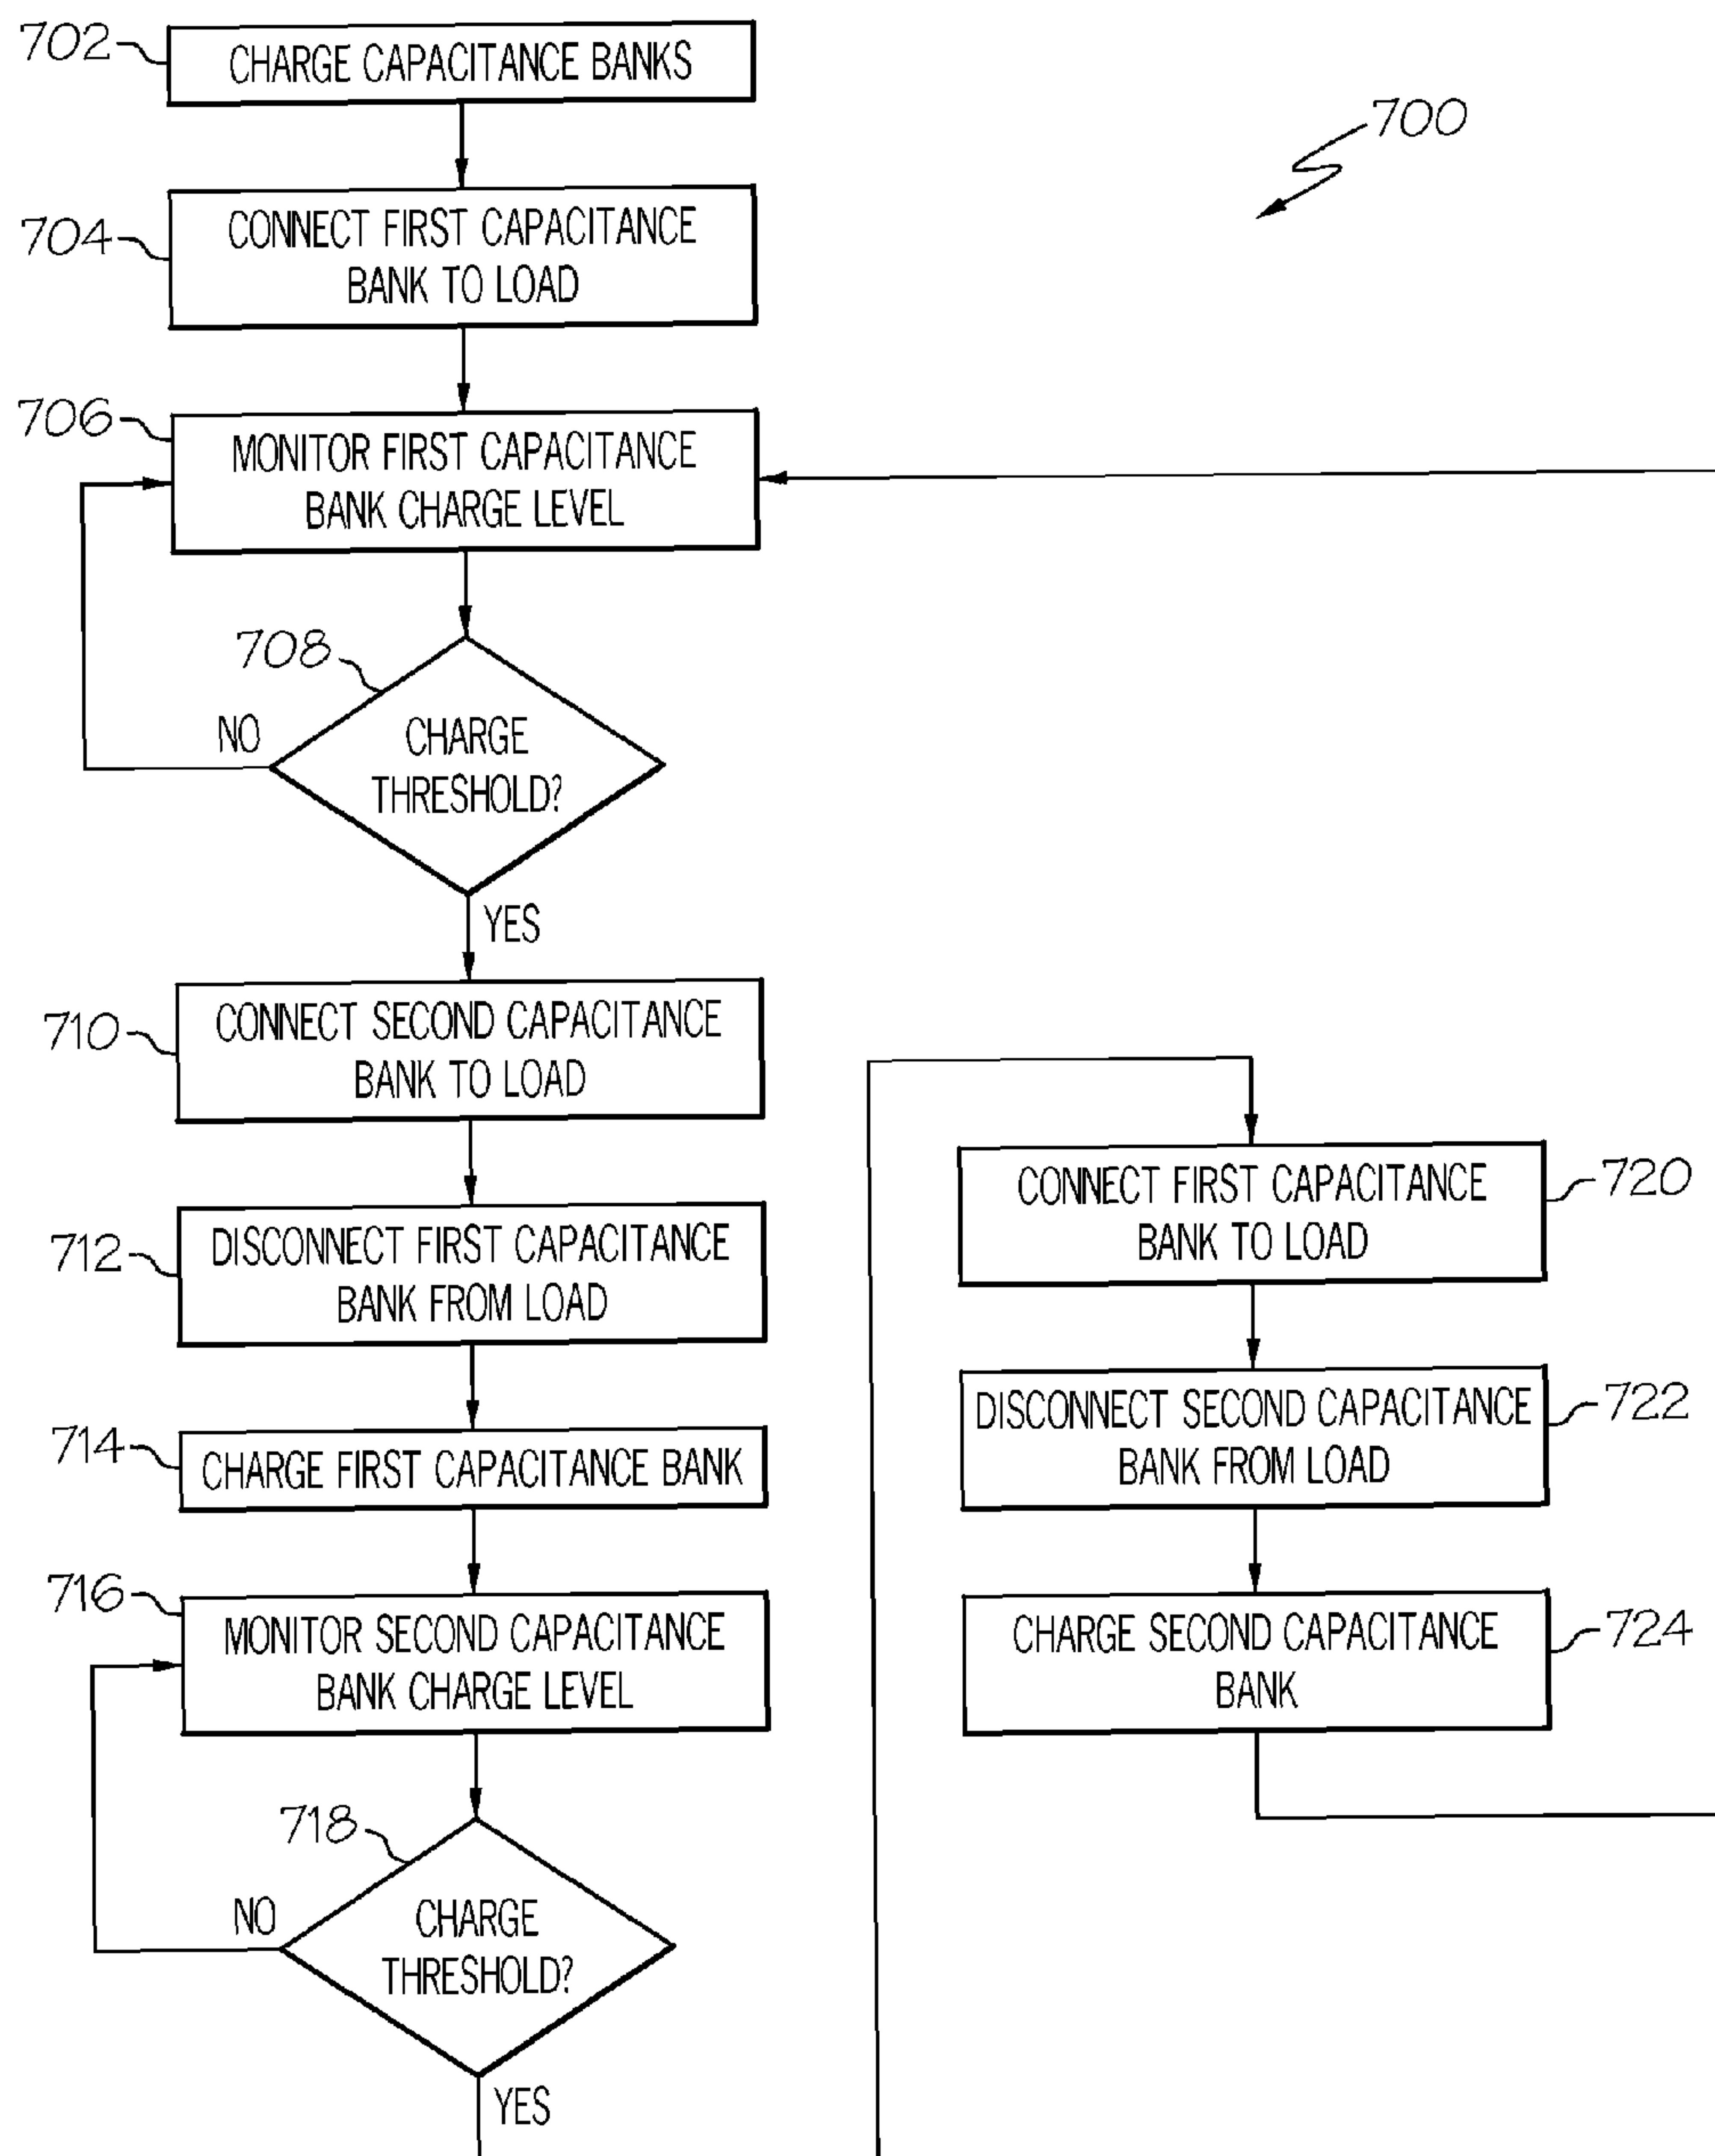 702
CHARGE CAPACITANCE BANKS
700
704
CONNECT FIRST CAPACITANCE
BANK TO LOAD
706
MONITOR FIRST CAPACITANCE
BANK CHARGE LEVEL
708
NO
CHARGE
THRESHOLD?
YES
710
CONNECT SECOND CAPACITANCE
BANK TO LOAD
712
DISCONNECT FIRST CAPACITANCE
BANK FROM LOAD
714
CHARGE FIRST CAPACITANCE BANK
716
MONITOR SECOND CAPACITANCE
BANK CHARGE LEVEL
718
NO
CHARGE
THRESHOLD?
YES
CONNECT FIRST CAPACITANCE
BANK TO LOAD
720
DISCONNECT SECOND CAPACITANCE
BANK FROM LOAD
722
CHARGE SECOND CAPACITANCE
BANK
724